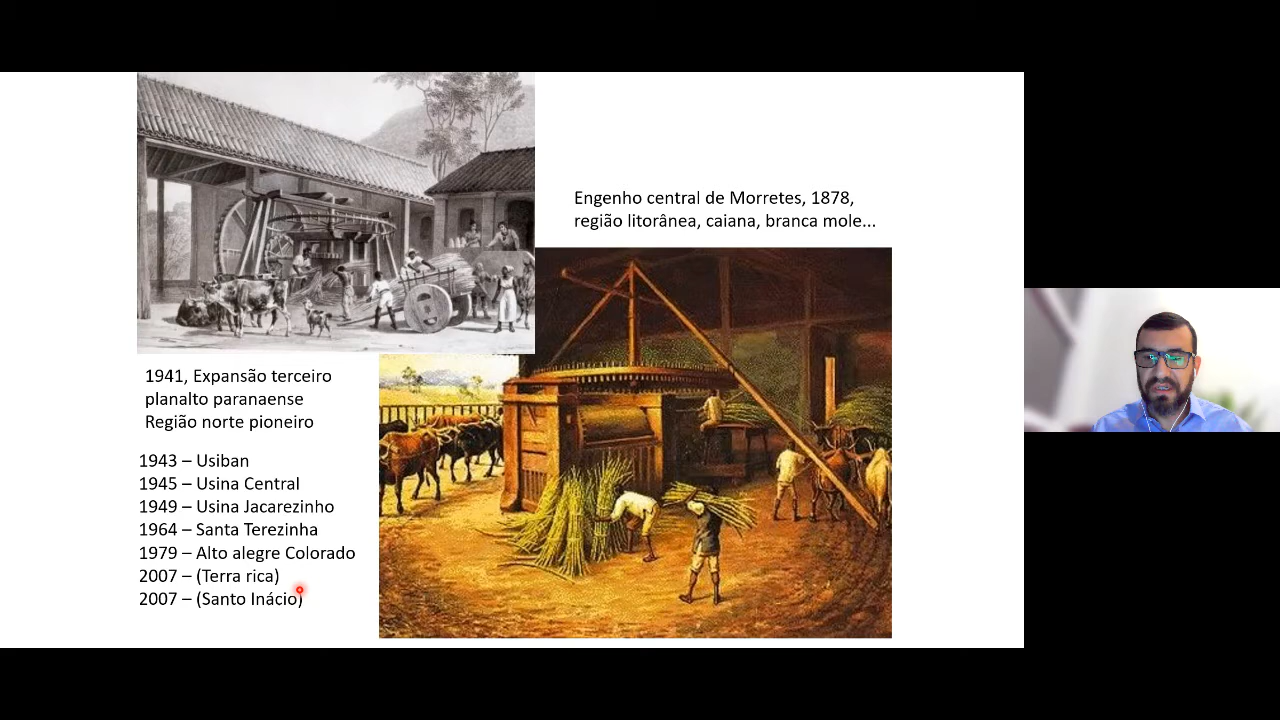 Engenho central de Morretes, 1878,
região litorânea, caiana, branca mole...
1941, Expansão terceiro
planalto paranaense
Região norte pioneiro
1943 – Usiban
1945 – Usina Central
1949 – Usina Jacarezinho
1964 – Santa Terezinha
1979 – Alto alegre Colorado
2007 – (Terra rica)
2007 – (Santo Inácio)